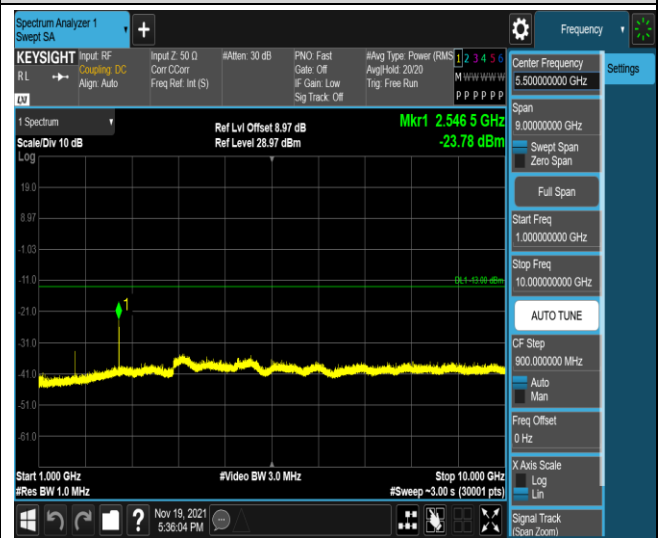 Spectrum Analyzer 1
Swept SA
Frequency
KEYSIGHT
RL
LXI
Input: RF
Coupling: DC
Align: Auto
Input Z: 50 Ω
Corr CCorr
Freq Ref: Int (S)
#Atten: 30 dB
PNO: Fast
Gate: Off
IF Gain: Low
Sig Track: Off
#Avg Type: Power (RMS
Avg|Hold: 20/20
Trig: Free Run
1 2 3 4 5 6
M W W W W W
P P P P P P
1 Spectrum
Scale/Div 10 dB
Log
Ref Lvl Offset 8.97 dB
Ref Level 28.97 dBm
Mkr1 2.546 5 GHz
-23.78 dBm
19.0
8.97
-1.03
-11.0
DL1 -13.00 dBm
-21.0
1
-31.0
-41.0
-51.0
-61.0
Start 1.000 GHz
#Res BW 1.0 MHz
#Video BW 3.0 MHz
Stop 10.000 GHz
#Sweep ~3.00 s (30001 pts)
?
Nov 19, 2021
5:36:04 PM
Center Frequency
5.500000000 GHz
Settings
Span
9.00000000 GHz
Swept Span
Zero Span
Full Span
Start Freq
1.000000000 GHz
Stop Freq
10.000000000 GHz
AUTO TUNE
CF Step
900.000000 MHz
Auto
Man
Freq Offset
0 Hz
X Axis Scale
Log
Lin
Signal Track
(Span Zoom)